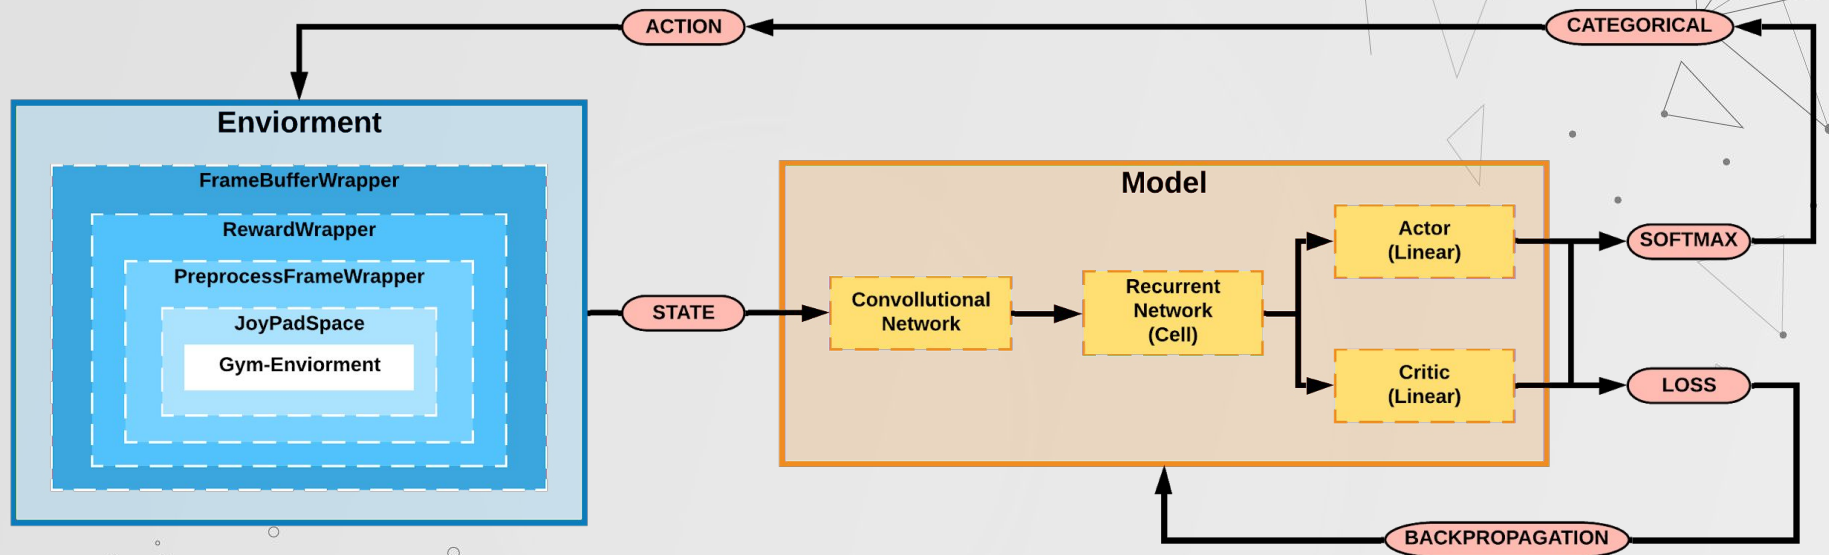 ACTION
CATEGORICAL
Enviorment
FrameBufferWrapper
RewardWrapper
PreprocessFrameWrapper
JoyPadSpace
Gym-Enviorment
STATE
Model
Convollutional
Network
Recurrent
Network
(Cell)
Actor
(Linear)
Critic
(Linear)
SOFTMAX
LOSS
BACKPROPAGATION